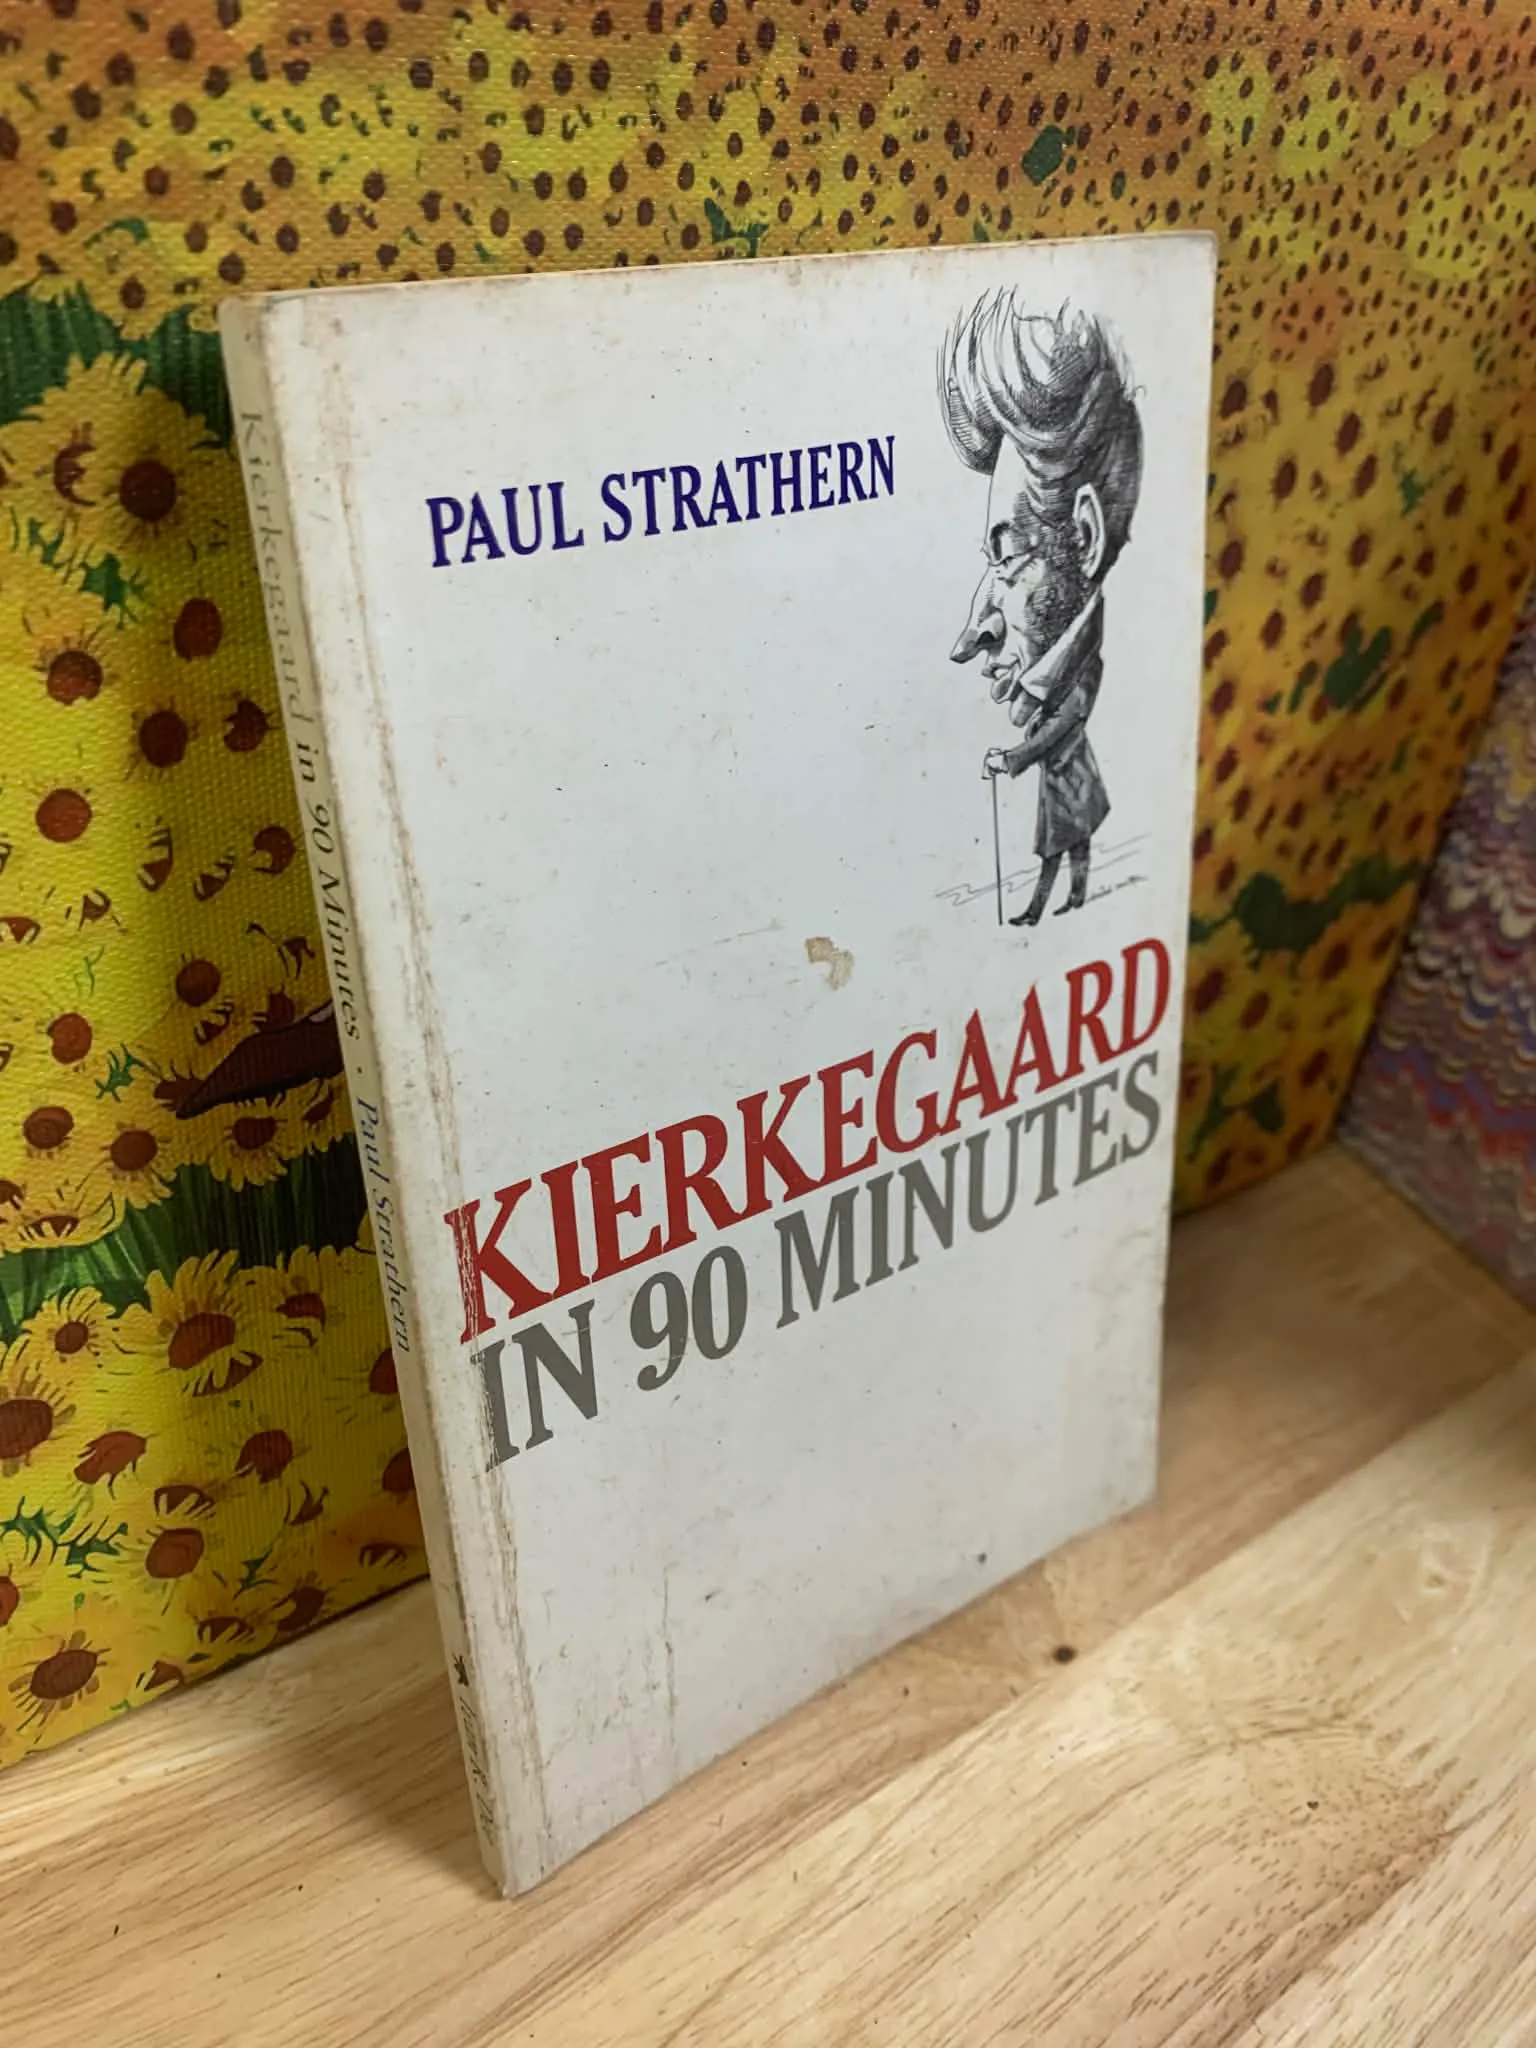 PAUL STRATHERN
KIERKEGAARD
IN 90 MINUTES
Kierkegaard in 90 Minutes • Paul Strathern